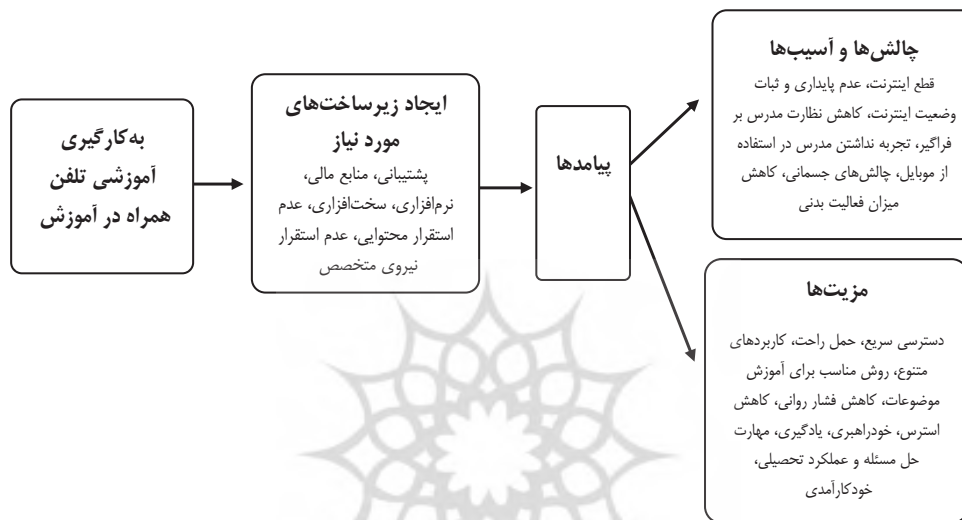 به‌کارگیری
آموزشی تلفن
همراه در آموزش
ایجاد زیرساخت‌های
مورد نیاز
پشتیبانی، منابع مالی،
نرم‌افزاری، سخت‌افزاری، عدم
استقرار محتوایی، عدم استقرار
نیروی متخصص
پیامدها
چالش‌ها و آسیب‌ها
قطع اینترنت، عدم پایداری و ثبات
وضعیت اینترنت، کاهش نظارت مدرس بر
فراگیر، تجربه نداشتن مدرس در استفاده
از موبایل، چالش‌های جسمانی، کاهش
میزان فعالیت بدنی
مزیت‌ها
دسترسی سریع، حمل راحت، کاربردهای
متنوع، روش مناسب برای آموزش
موضوعات، کاهش فشار روانی، کاهش
استرس، خودراهبری، یادگیری، مهارت
حل مسئله و عملکرد تحصیلی،
خودکارآمدی